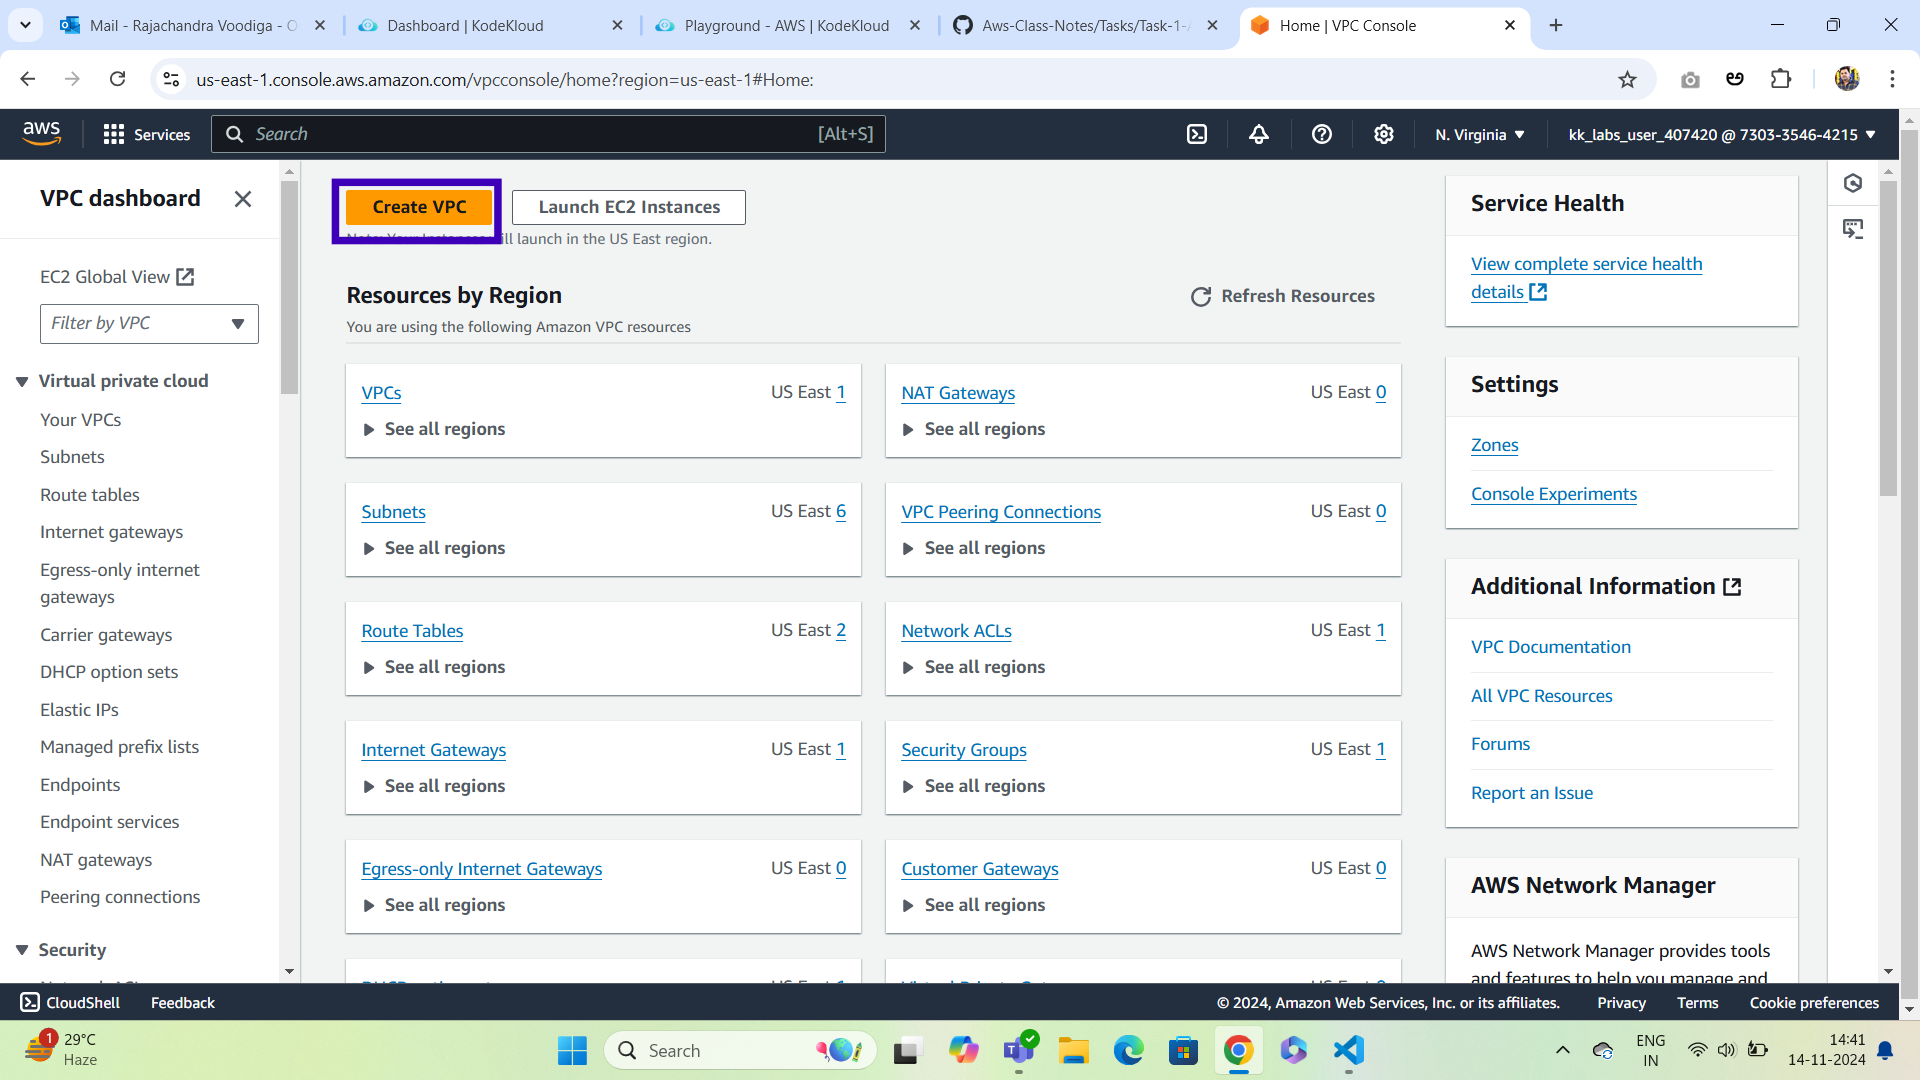 Mail - Rajachandra Voodiga - O
Dashboard | KodeKloud
Playground - AWS | KodeKloud
Aws-Class-Notes/Tasks/Task-1-
Home | VPC Console
us-east-1.console.aws.amazon.com/vpcconsole/home?region=us-east-1#Home:
aws
Services
Search
[Alt+S]
N. Virginia
kk_labs_user_407420 @ 7303-3546-4215
VPC dashboard
EC2 Global View
Filter by VPC
Virtual private cloud
Your VPCs
Subnets
Route tables
Internet gateways
Egress-only internet
gateways
Carrier gateways
DHCP option sets
Elastic IPs
Managed prefix lists
Endpoints
Endpoint services
NAT gateways
Peering connections
Security
Create VPC
Launch EC2 Instances
launch in the US East region.
Resources by Region
Refresh Resources
You are using the following Amazon VPC resources
VPCs
US East 1
See all regions
NAT Gateways
US East 0
See all regions
Subnets
US East 6
See all regions
VPC Peering Connections
US East 0
See all regions
Route Tables
US East 2
See all regions
Network ACLs
US East 1
See all regions
Internet Gateways
US East 1
See all regions
Security Groups
US East 1
See all regions
Egress-only Internet Gateways
US East 0
See all regions
Customer Gateways
US East 0
See all regions
Service Health
View complete service health
details
Settings
Zones
Console Experiments
Additional Information
VPC Documentation
All VPC Resources
Forums
Report an Issue
AWS Network Manager
AWS Network Manager provides tools
and features to help you manage and
CloudShell
Feedback
© 2024, Amazon Web Services, Inc. or its affiliates.
Privacy
Terms
Cookie preferences
1
29°C
Haze
Search
ENG
IN
14:41
14-11-2024